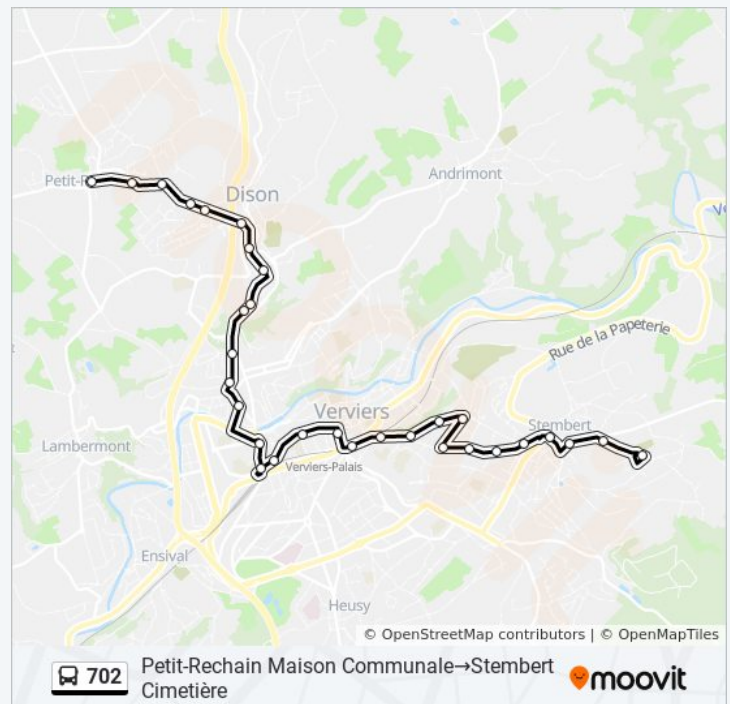 Dison
Andrimont
Petit-R
Ve
Rue de la Papeterie
Verviers
Stembert
Lambermont
Verviers-Palais
Ensival
Heusy
© OpenStreetMap contributors | © OpenMapTiles
702
Petit-Rechain Maison Communale→Stembert
Cimetière
moovit